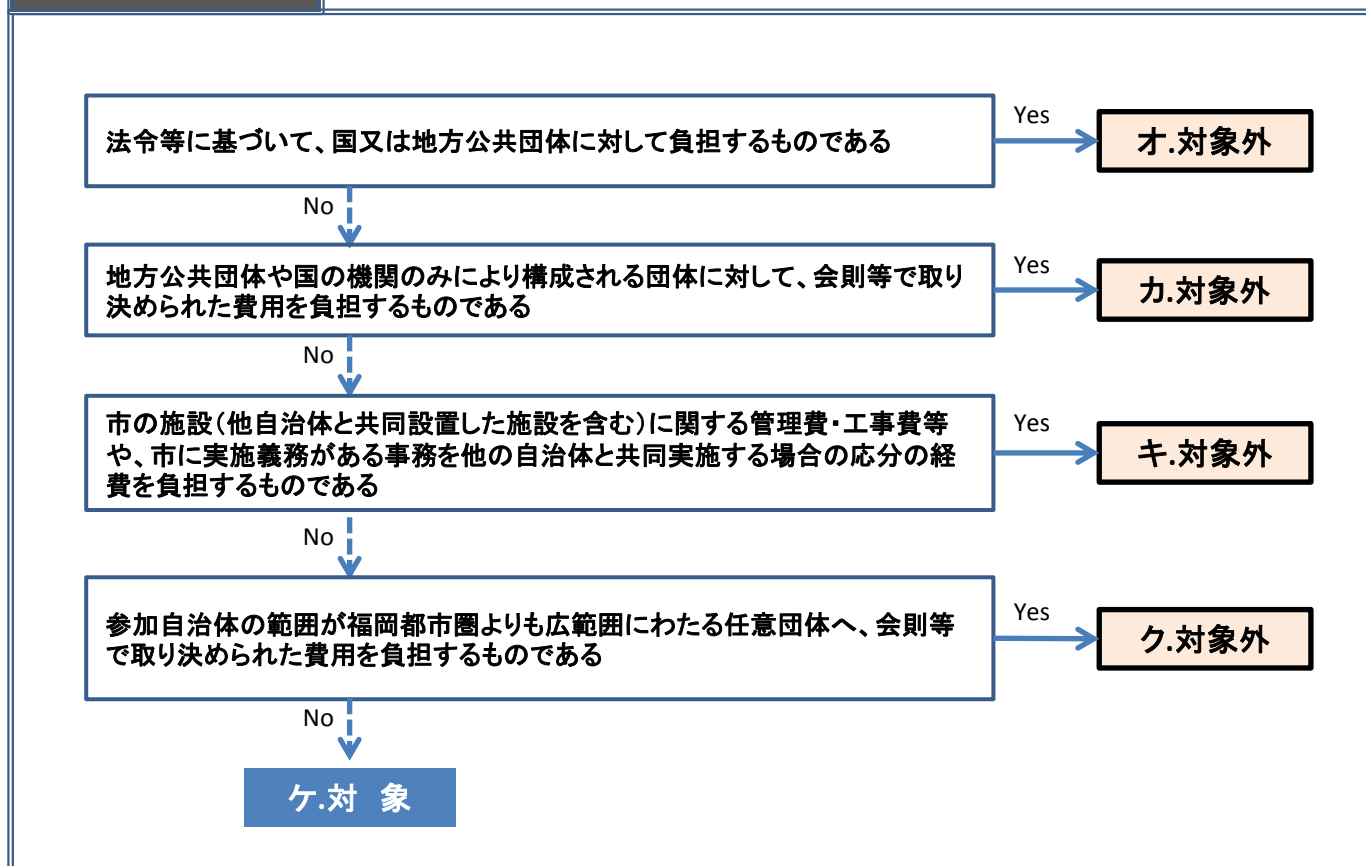 法令等に基づいて、国又は地方公共団体に対して負担するものである
Yes
オ.対象外
No
地方公共団体や国の機関のみにより構成される団体に対して、会則等で取り
決められた費用を負担するものである
Yes
カ.対象外
No
市の施設(他自治体と共同設置した施設を含む)に関する管理費・工事費等
や、市に実施義務がある事務を他の自治体と共同実施する場合の応分の経
費を負担するものである
Yes
キ.対象外
No
参加自治体の範囲が福岡都市圏よりも広範囲にわたる任意団体へ、会則等
で取り決められた費用を負担するものである
Yes
ク.対象外
No
ケ.対　象